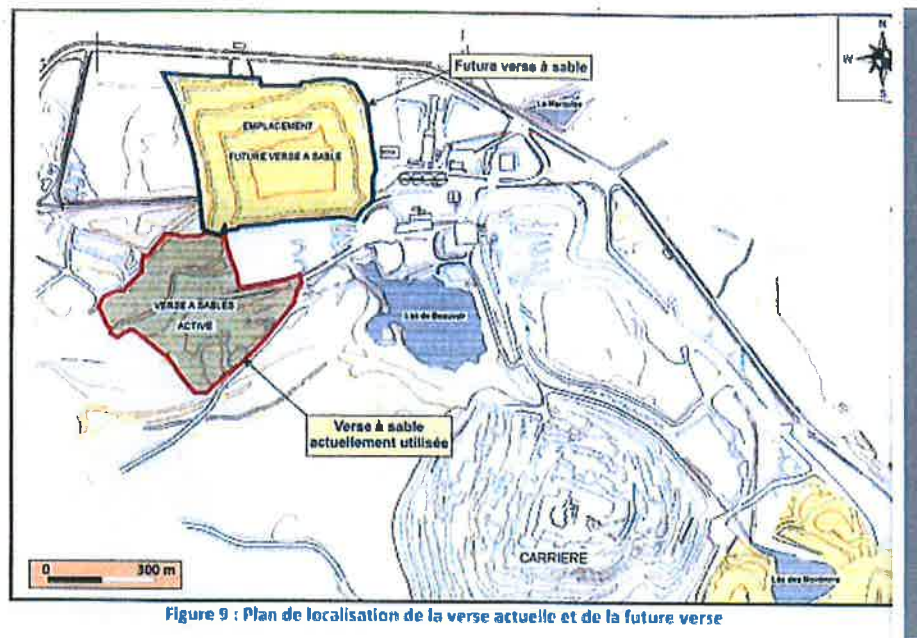 N
W
S
Future verse à sable
EMPLACEMENT
FUTURE VERSE A SABLE
VERSE A SABLES
ACTIVE
Lac de Beauvoir
Verse à sable
actuellement utilisée
CARRIERE
0 300 m
Figure 9 : Plan de localisation de la verse actuelle et de la future verse